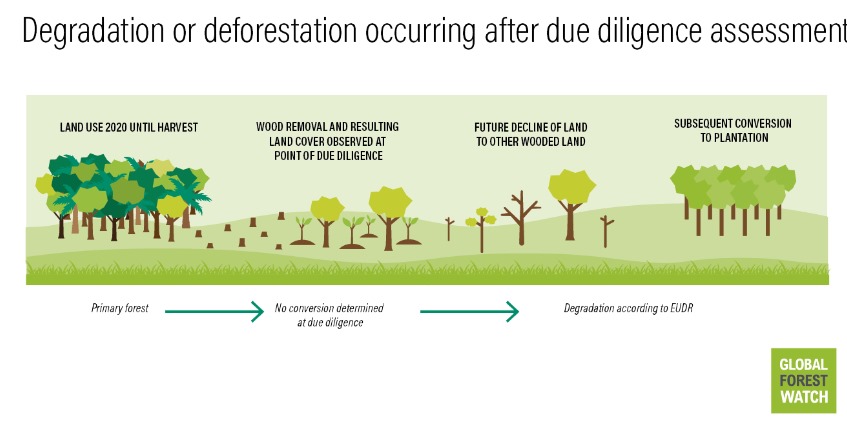 Degradation or deforestation occurring after due diligence assessment
LAND USE 2020 UNTIL HARVEST
WOOD REMOVAL AND RESULTING
LAND COVER OBSERVED AT
POINT OF DUE DILIGENCE
FUTURE DECLINE OF LAND
TO OTHER WOODED LAND
SUBSEQUENT CONVERSION
TO PLANTATION
Primary forest
No conversion determined
at due diligence
Degradation according to EUDR
GLOBAL
FOREST
WATCH